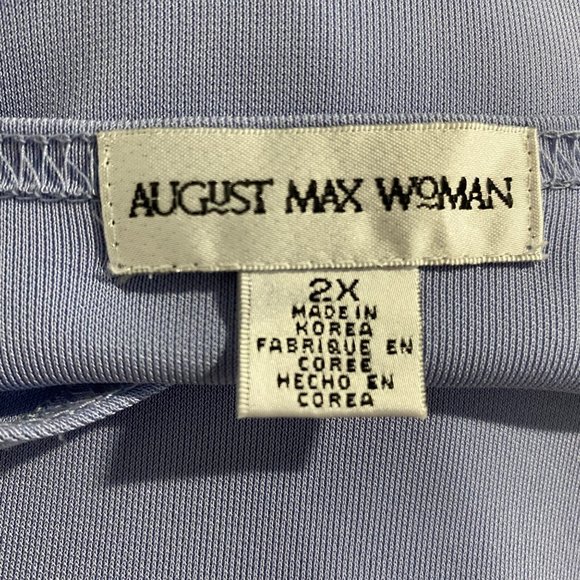 AUGUST MAX WOMAN
2X
MADE IN
KOREA
FABRIQUE EN
COREE
HECHO EN
COREA